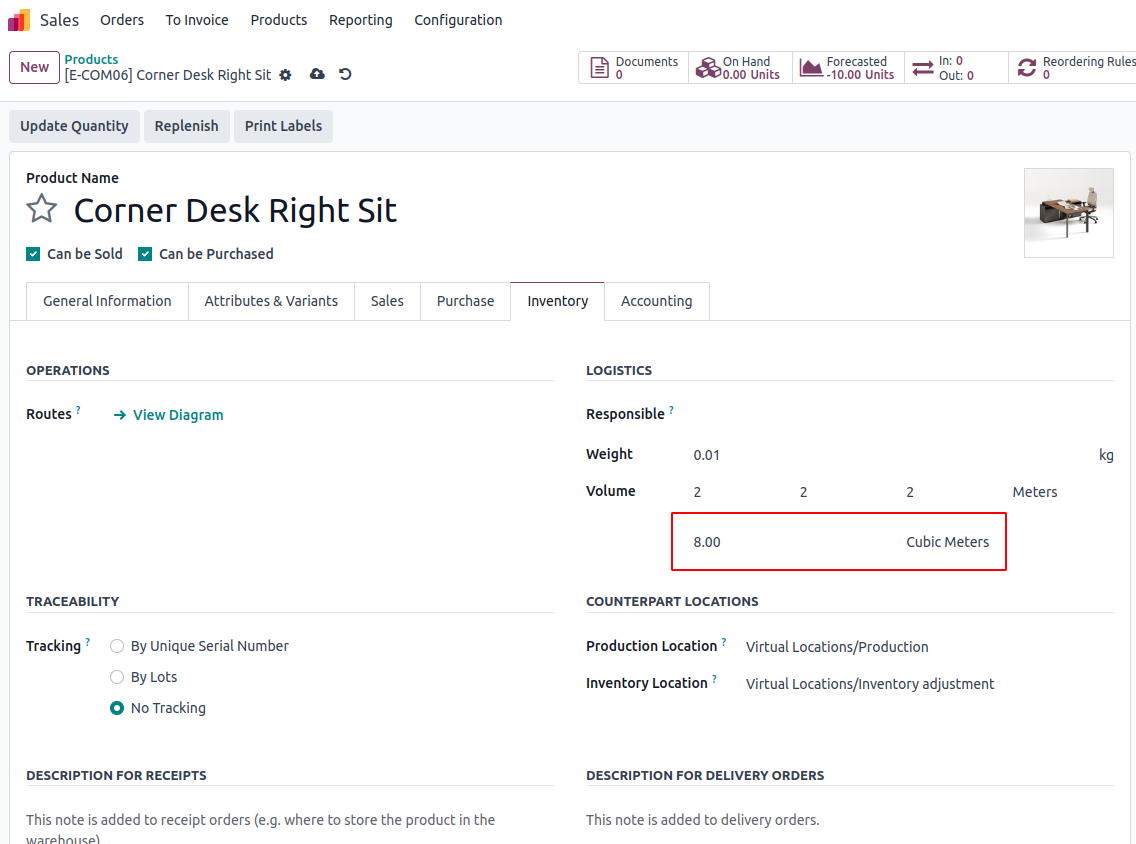 Sales Orders To Invoice Products Reporting Configuration
New
Products
[E-COM06] Corner Desk Right Sit
Documents
0
On Hand
0.00 Units
Forecasted
-10.00 Units
In: 0
Out: 0
Reordering Rules
0
Update Quantity Replenish Print Labels
Product Name
Corner Desk Right Sit
Can be Sold Can be Purchased
General Information Attributes & Variants Sales Purchase Inventory Accounting
OPERATIONS
Routes ? → View Diagram
LOGISTICS
Responsible ?
Weight 0.01 kg
Volume 2 2 2 Meters
8.00 Cubic Meters
TRACEABILITY
Tracking ? By Unique Serial Number
By Lots
No Tracking
COUNTERPART LOCATIONS
Production Location ? Virtual Locations/Production
Inventory Location ? Virtual Locations/Inventory adjustment
DESCRIPTION FOR RECEIPTS
This note is added to receipt orders (e.g. where to store the product in the
warehouse)
DESCRIPTION FOR DELIVERY ORDERS
This note is added to delivery orders.